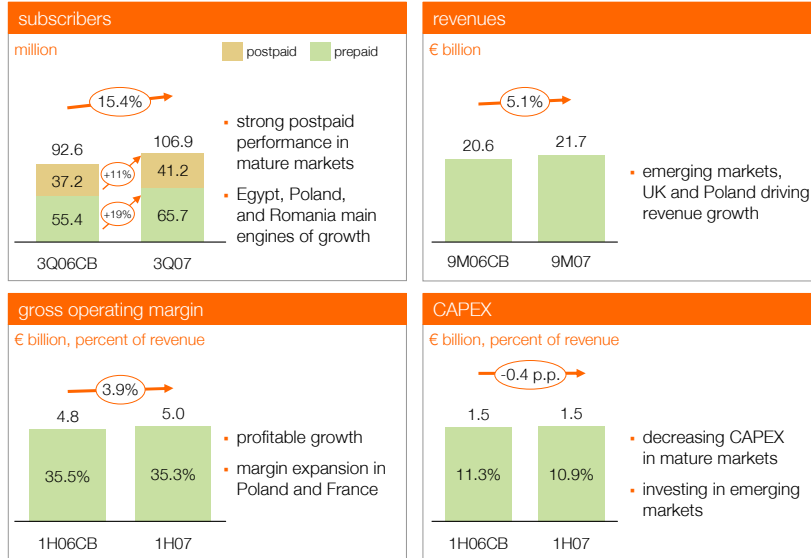 subscribers
million
postpaid
prepaid
15.4%
92.6
106.9
37.2
+11%
41.2
55.4
+19%
65.7
3Q06CB
3Q07
▪ strong postpaid
performance in
mature markets
▪ Egypt, Poland,
and Romania main
engines of growth
revenues
€ billion
5.1%
20.6
21.7
9M06CB
9M07
▪ emerging markets,
UK and Poland driving
revenue growth
gross operating margin
€ billion, percent of revenue
3.9%
4.8
5.0
35.5%
35.3%
1H06CB
1H07
▪ profitable growth
▪ margin expansion in
Poland and France
CAPEX
€ billion, percent of revenue
-0.4 p.p.
1.5
1.5
11.3%
10.9%
1H06CB
1H07
▪ decreasing CAPEX
in mature markets
▪ investing in emerging
markets